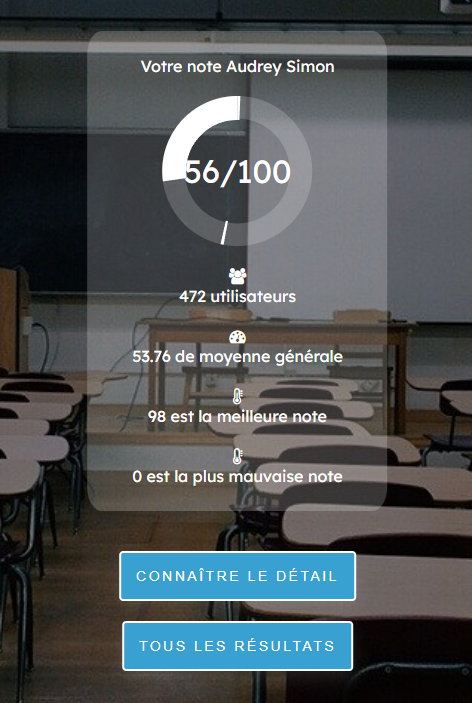 Votre note Audrey Simon
56/100
472 utilisateurs
53.76 de moyenne générale
98 est la meilleure note
0 est la plus mauvaise note
CONNAÎTRE LE DÉTAIL
TOUS LES RÉSULTATS